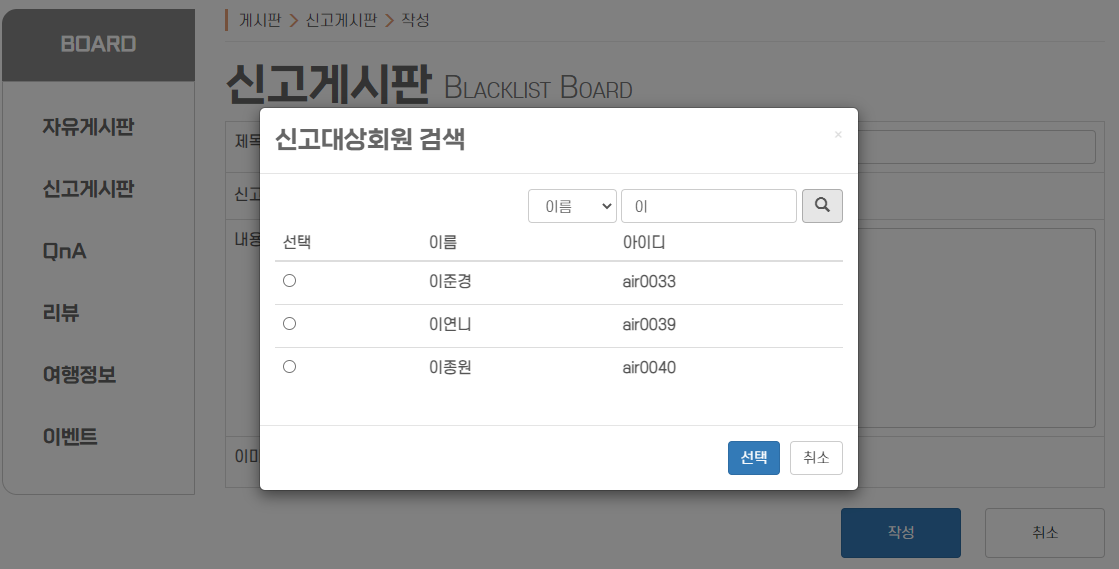 BOARD
자유게시판
신고게시판
QnA
리뷰
여행정보
이벤트
게시판 > 신고게시판 > 작성
신고게시판 Blacklist Board
제목
신고
내용
신고대상회원 검색 ×
이름 이
선택 이름 아이디
이준경 air0033
이연니 air0039
이종원 air0040
선택 취소
작성 취소